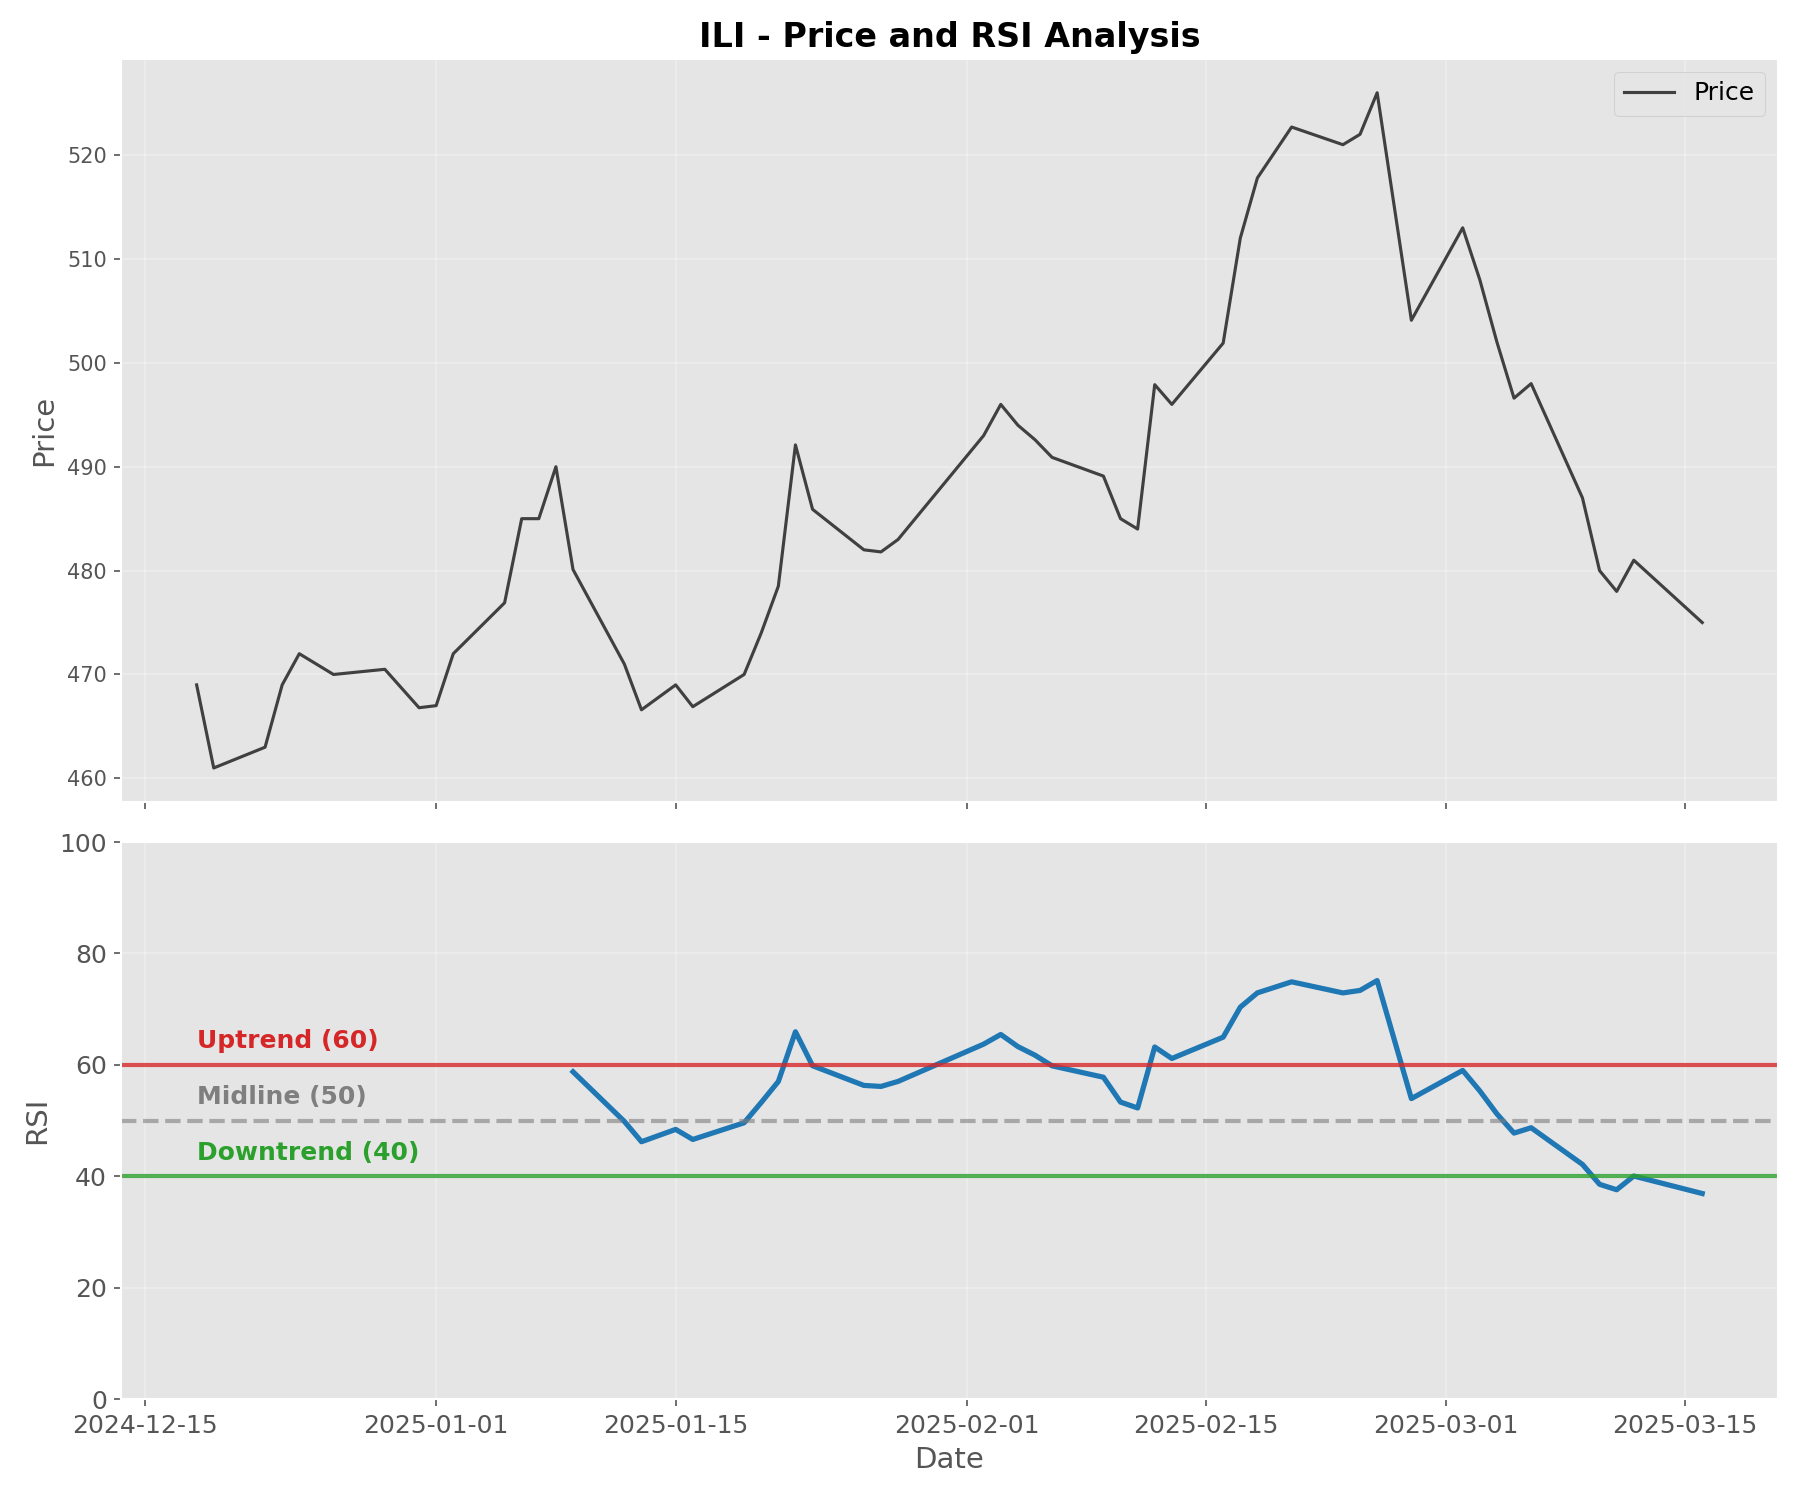 ILI - Price and RSI Analysis
Price
520
510
500
490
480
470
460
Price
100
80
60
40
20
0
RSI
Uptrend (60)
Midline (50)
Downtrend (40)
2024-12-15
2025-01-01
2025-01-15
2025-02-01
2025-02-15
2025-03-01
2025-03-15
Date